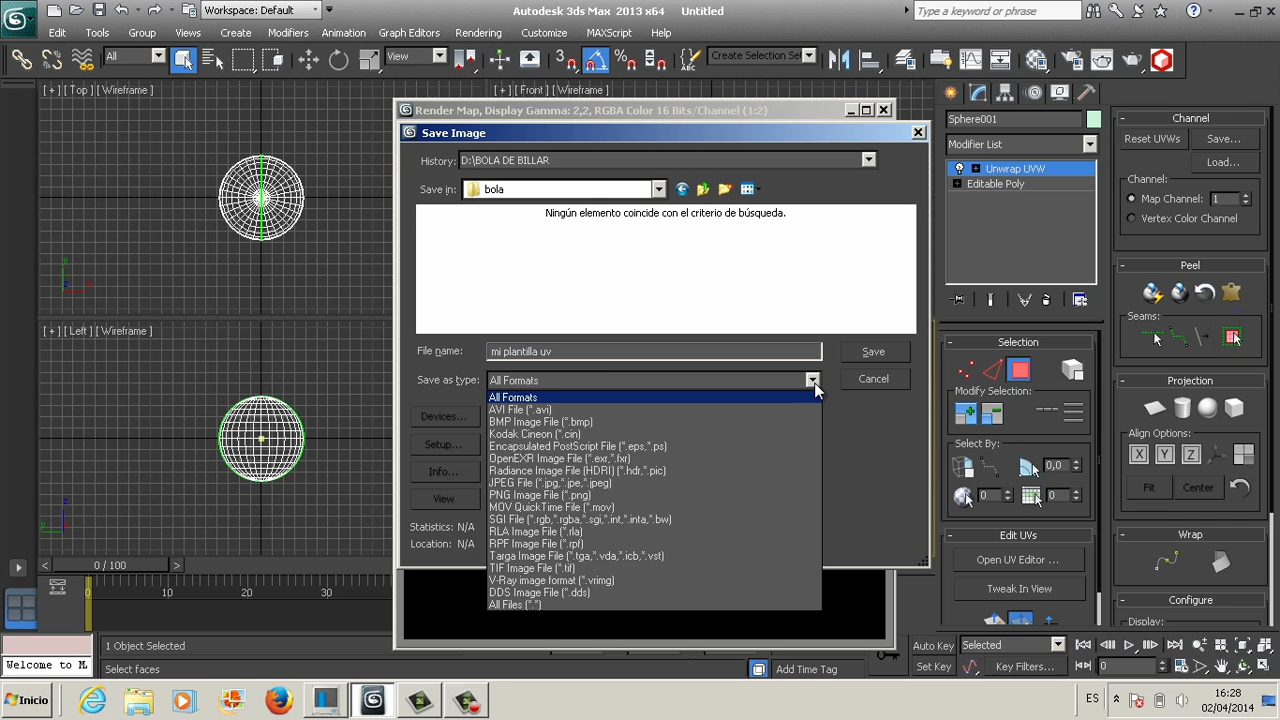 Workspace: Default
Autodesk 3ds Max 2013 x64 Untitled
Type a keyword or phrase
Edit Tools Group Views Create Modifiers Animation Graph Editors Rendering Customize MAXScript Help
All
View
Create Selection Se
[ + ] [ Top ] [ Wireframe ]
[ + ] [ Front ] [ Wireframe ]
Render Map, Display Gamma: 2,2, RGBA Color 16 Bits/Channel (1:2)
Save Image
History: D:\BOLA DE BILLAR
Save in: bola
Ningún elemento coincide con el criterio de búsqueda.
File name: mi plantilla uv
Save
Save as type: All Formats
Cancel
All Formats
AVI File (*.avi)
BMP Image File (*.bmp)
Kodak Cineon (*.cin)
Encapsulated PostScript File (*.eps,*.ps)
OpenEXR Image File (*.exr,*.fxr)
Radiance Image File (HDRI) (*.hdr,*.pic)
JPEG File (*.jpg,*.jpe,*.jpeg)
PNG Image File (*.png)
MOV QuickTime File (*.mov)
SGI File (*.rgb,*.rgba,*.sgi,*.int,*.inta,*.bw)
RLA Image File (*.rla)
RPF Image File (*.rpf)
Targa Image File (*.tga,*.vda,*.icb,*.vst)
TIF Image File (*.tif)
V-Ray image format (*.vrimg)
DDS Image File (*.dds)
All Files (*.*)
Devices...
Setup...
Info...
View
Statistics: N/A
Location: N/A
[ + ] [ Left ] [ Wireframe ]
Sphere001
Modifier List
Unwrap UVW
Editable Poly
Selection
Modify Selection:
Select By:
0,0
0
0
Edit UVs
Open UV Editor ...
Tweak In View
Channel
Reset UVWs
Save...
Load...
Channel:
Map Channel: 1
Vertex Color Channel
Peel
Seams:
Projection
Align Options:
X Y Z
Fit
Center
Wrap
Configure
Display:
0 / 100
0 10 20 30
1 Object Selected
Select faces
Welcome to M
Add Time Tag
Auto Key
Selected
Set Key
Key Filters...
0
Inicio
ES
16:28
02/04/2014